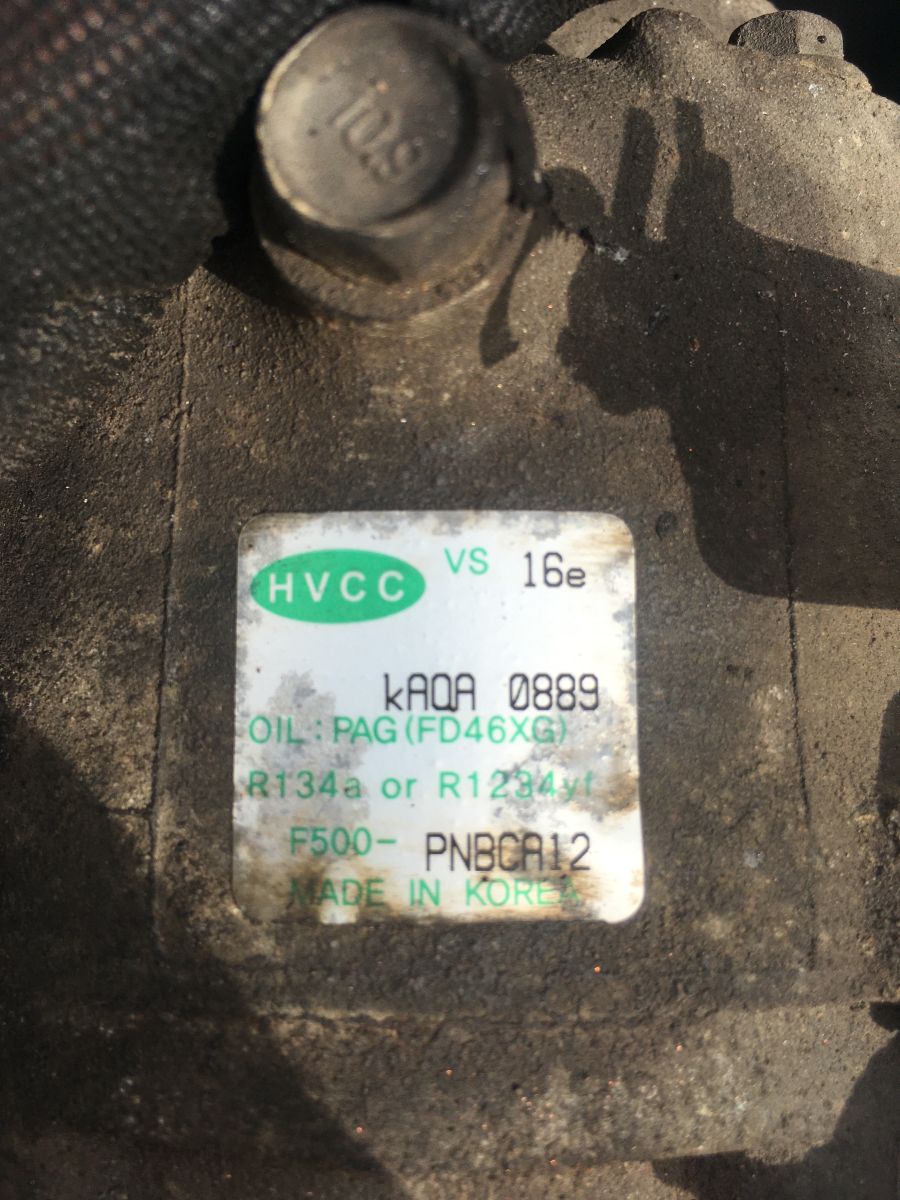 10.9
HVCC VS 16e
kAQA 0889
OIL : PAG(FD46XG)
R134a or R1234yf
F500- PNBCA12
MADE IN KOREA